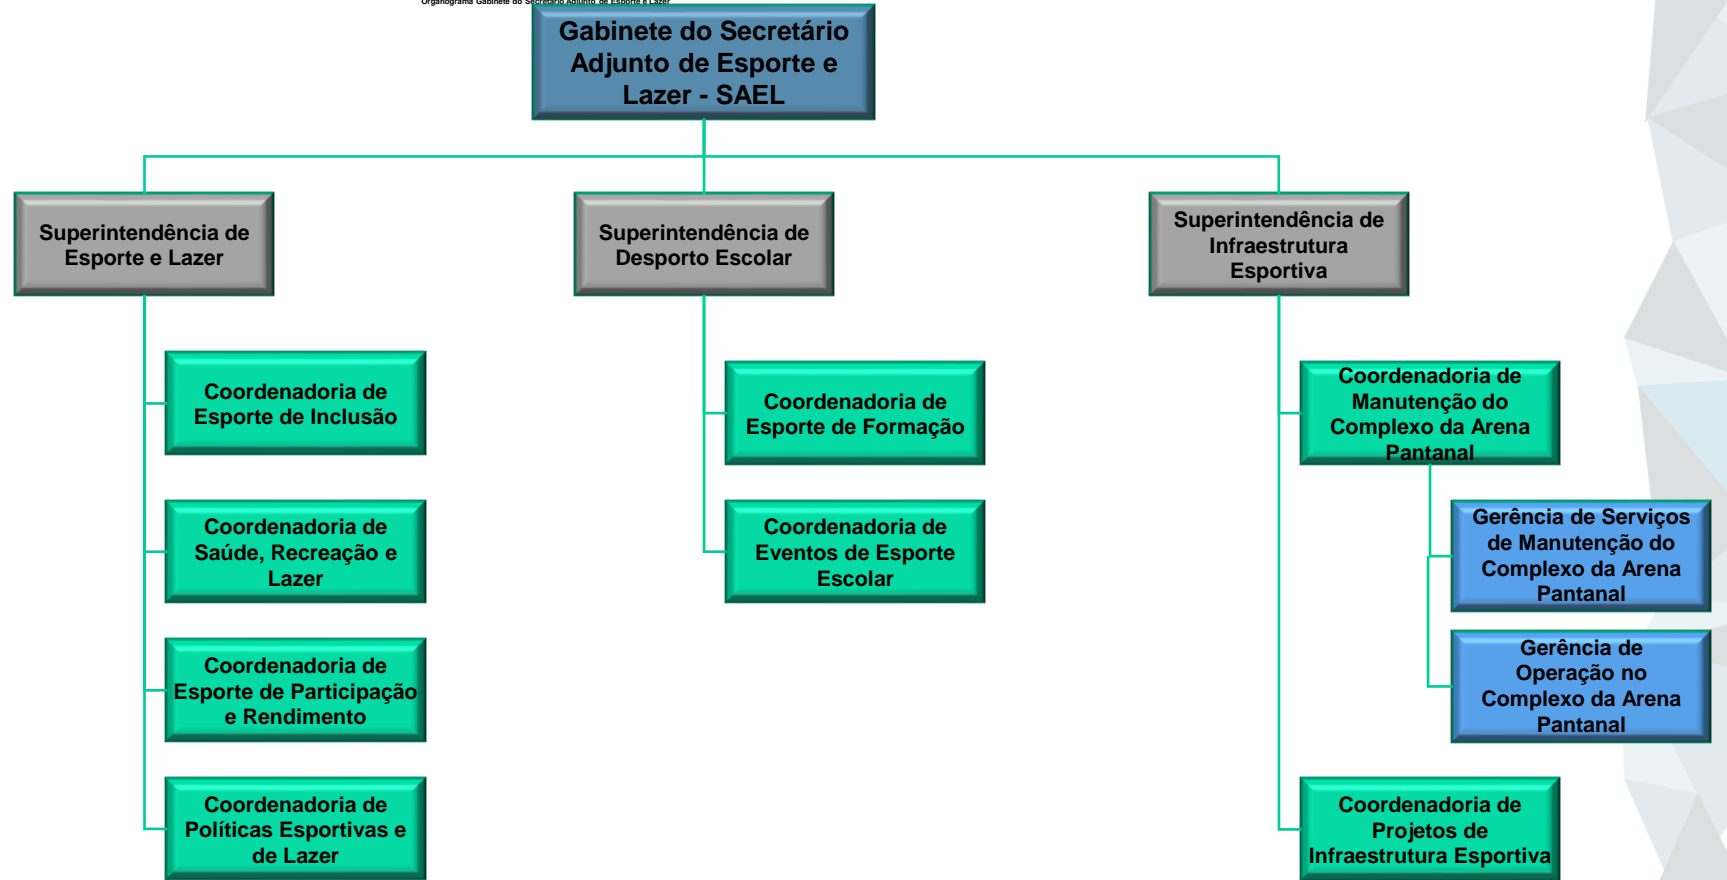 Organograma Gabinete do Secretário Adjunto de Esporte e Lazer
Gabinete do Secretário
Adjunto de Esporte e
Lazer - SAEL
Superintendência de
Esporte e Lazer
Superintendência de
Desporto Escolar
Superintendência de
Infraestrutura
Esportiva
Coordenadoria de
Esporte de Inclusão
Coordenadoria de
Saúde, Recreação e
Lazer
Coordenadoria de
Esporte de Participação
e Rendimento
Coordenadoria de
Políticas Esportivas e
de Lazer
Coordenadoria de
Esporte de Formação
Coordenadoria de
Eventos de Esporte
Escolar
Coordenadoria de
Manutenção do
Complexo da Arena
Pantanal
Gerência de Serviços
de Manutenção do
Complexo da Arena
Pantanal
Gerência de
Operação no
Complexo da Arena
Pantanal
Coordenadoria de
Projetos de
Infraestrutura Esportiva